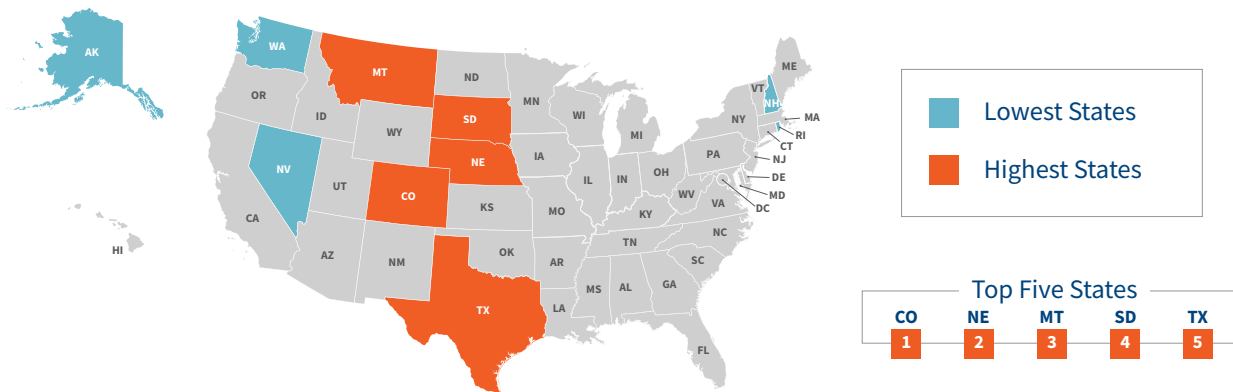 AK
WA
MT
ND
MN
ME
VT
NH
OR
ID
WY
SD
WI
MI
NY
MA
RI
CT
NV
UT
CO
NE
IA
IL
IN
OH
PA
NJ
DE
MD
DC
CA
KS
MO
KY
WV
VA
HI
AZ
NM
OK
AR
TN
NC
SC
TX
LA
MS
AL
GA
FL
Lowest States
Highest States
Top Five States
CO NE MT SD TX
1 2 3 4 5